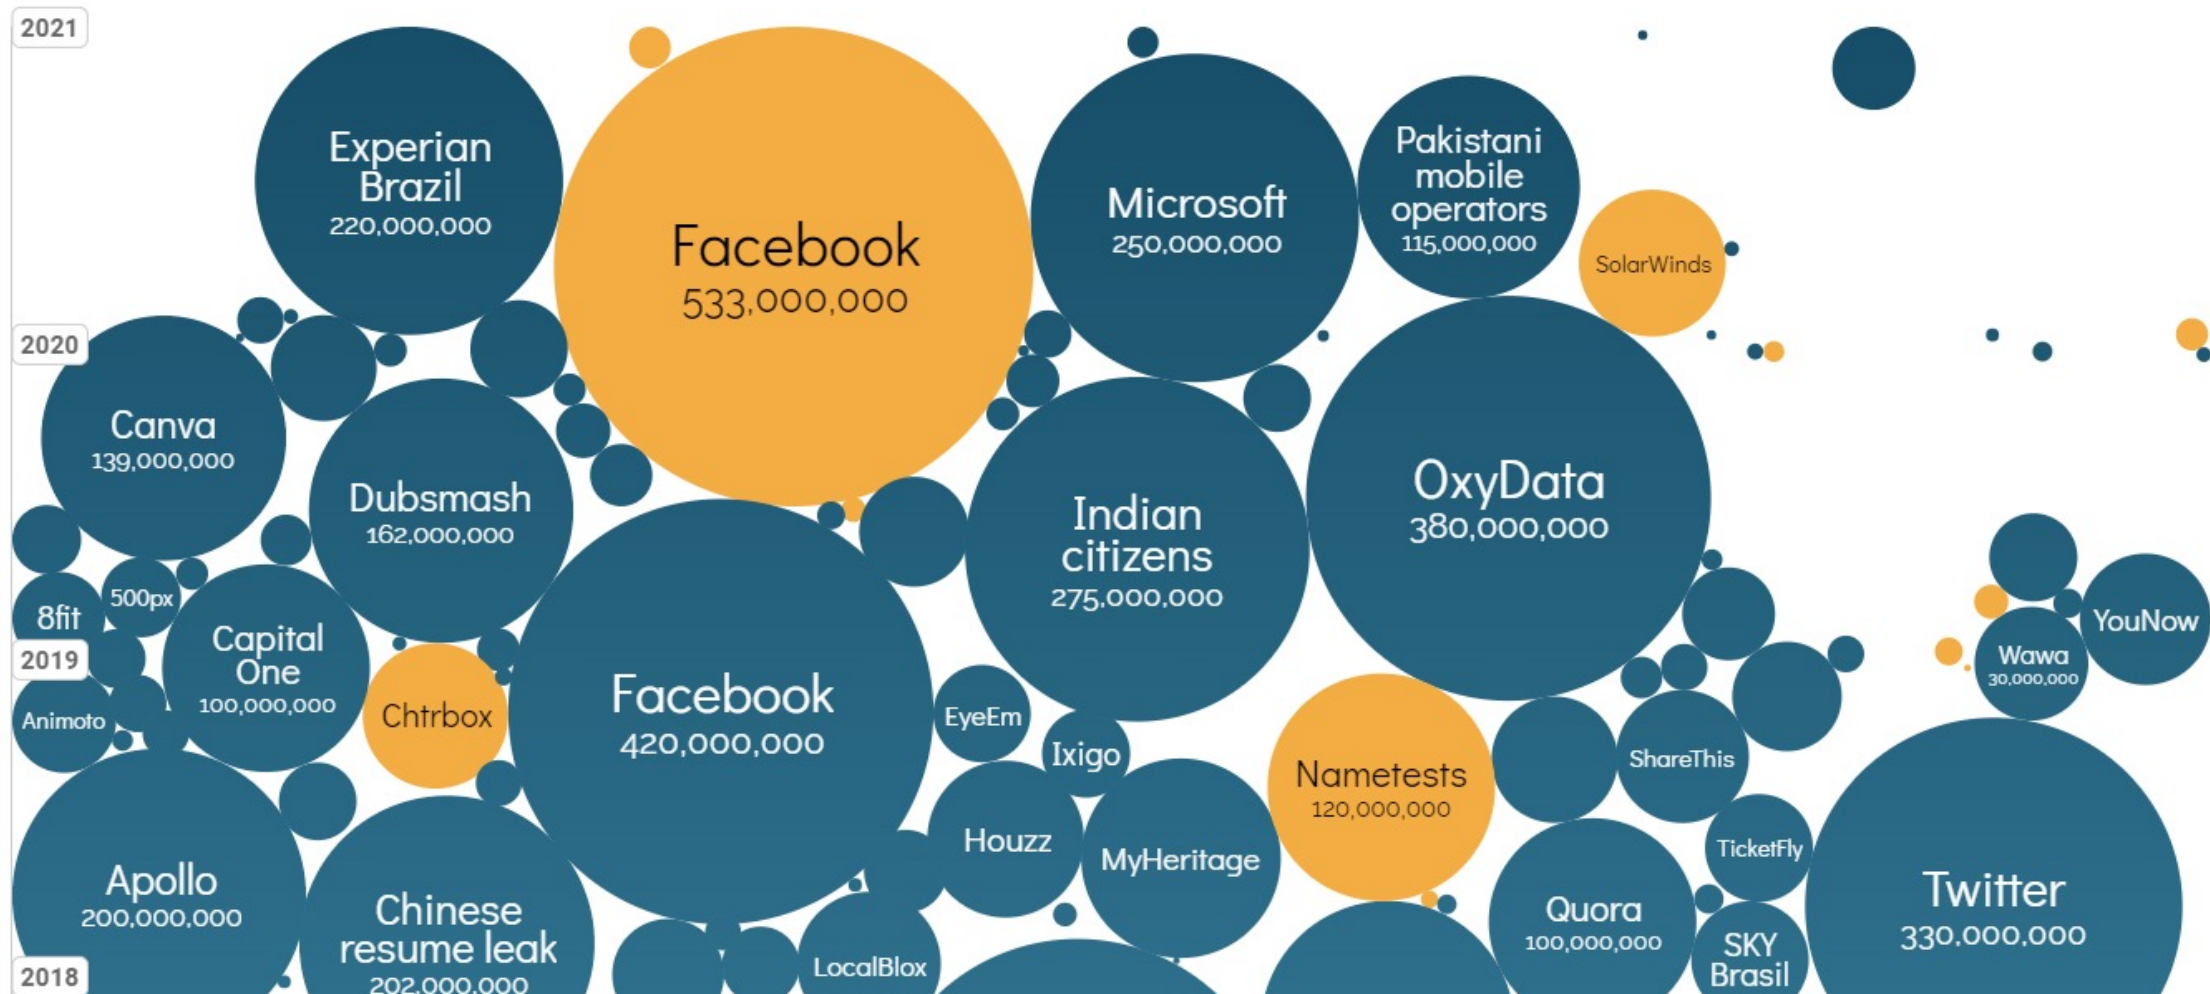 2021
Experian
Brazil
220,000,000
Facebook
533,000,000
Microsoft
250,000,000
Pakistani
mobile
operators
115,000,000
SolarWinds
2020
Canva
139,000,000
Dubsmash
162,000,000
Indian
citizens
275,000,000
OxyData
380,000,000
8fit
500px
Capital
One
100,000,000
YouNow
Wawa
30,000,000
2019
Animoto
Chtrbox
Facebook
420,000,000
EyeEm
Ixigo
Nametests
120,000,000
ShareThis
Houzz
MyHeritage
TicketFly
Apollo
200,000,000
Chinese
resume leak
202,000,000
LocalBlox
Quora
100,000,000
SKY
Brasil
Twitter
330,000,000
2018